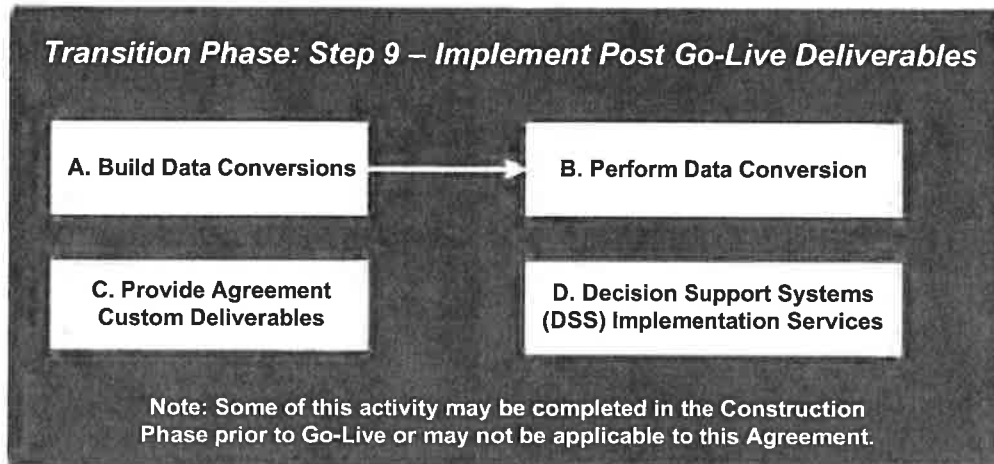 Transition Phase: Step 9 – Implement Post Go-Live Deliverables
A. Build Data Conversions
B. Perform Data Conversion
C. Provide Agreement
Custom Deliverables
D. Decision Support Systems
(DSS) Implementation Services
Note: Some of this activity may be completed in the Construction
Phase prior to Go-Live or may not be applicable to this Agreement.